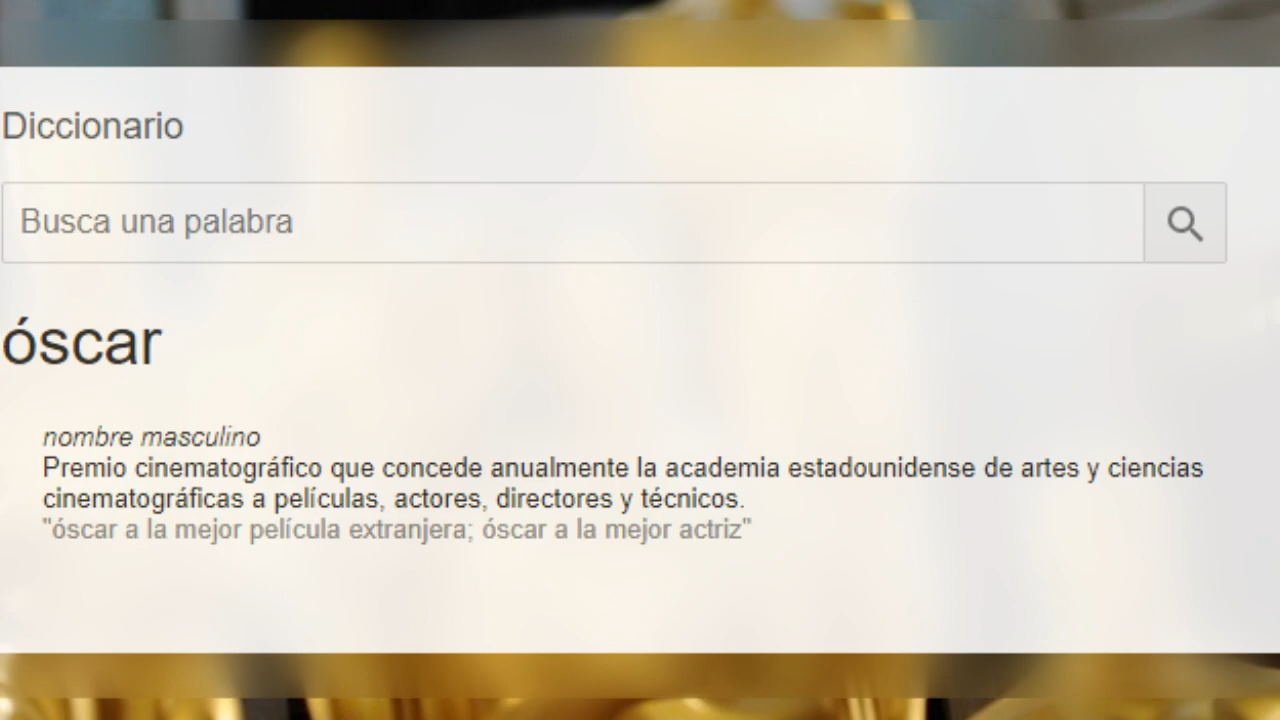 Diccionario
Busca una palabra
óscar
nombre masculino
Premio cinematográfico que concede anualmente la academia estadounidense de artes y ciencias
cinematográficas a películas, actores, directores y técnicos.
"óscar a la mejor película extranjera; óscar a la mejor actriz"